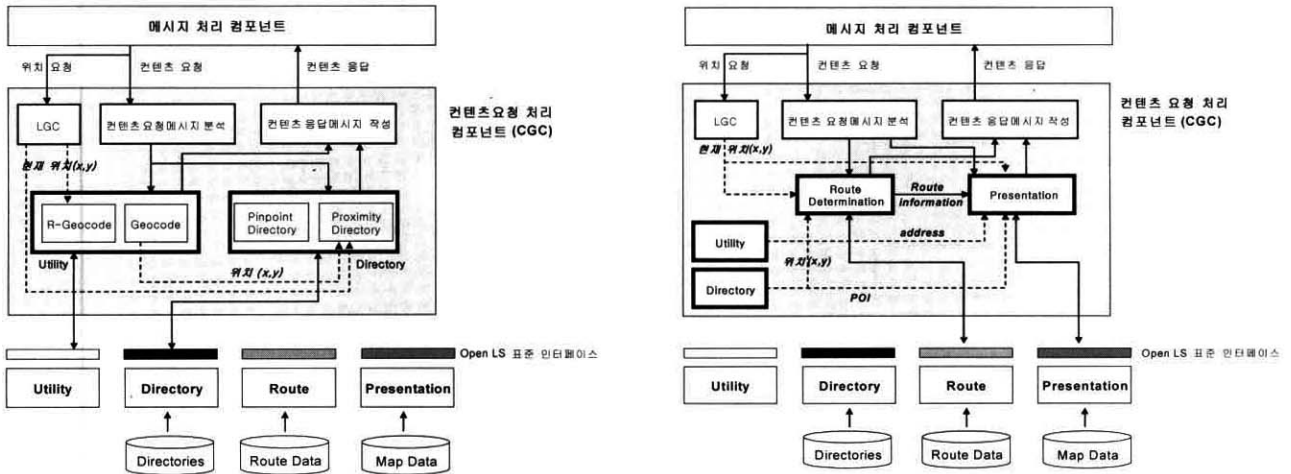 메시지 처리 컴포넌트
위치 요청
컨텐츠 요청
컨텐츠 응답
컨텐츠요청 처리
컴포넌트(CGC)
LGC
컨텐츠요청메시지 분석
컨텐츠 응답메시지 작성
현재 위치(x,y)
R-Geocode
Geocode
Pinpoint
Directory
Proximity
Directory
Utility
위치 (x,y)
Directory
Open LS 표준 인터페이스
Utility
Directory
Route
Presentation
Directories
Route Data
Map Data
메시지 처리 컴포넌트
위치 요청
컨텐츠 요청
컨텐츠 응답
컨텐츠 요청 처리
컴포넌트(CGC)
LGC
컨텐츠요청메시지 분석
컨텐츠 응답메시지 작성
현재 위치(x,y)
Route
Determination
Route
information
Presentation
Utility
address
위치(x,y)
Directory
POI
Open LS 표준 인터페이스
Utility
Directory
Route
Presentation
Directories
Route Data
Map Data